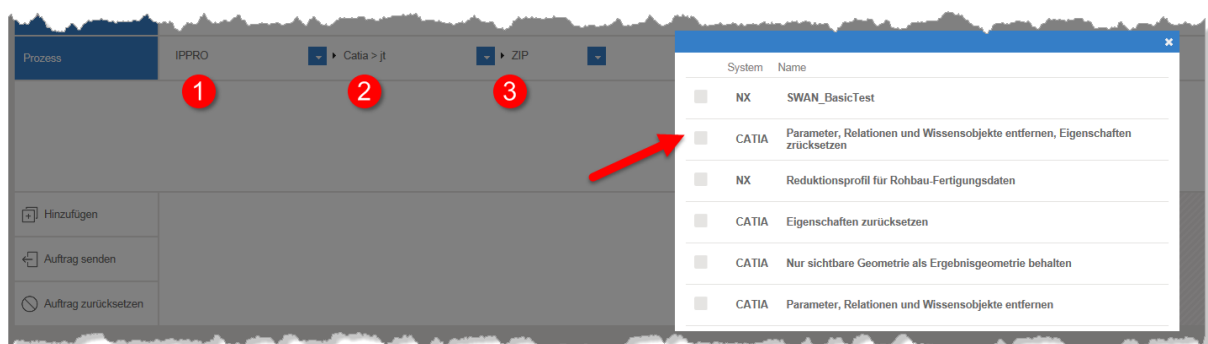 Prozess IPPRO Catia > jt ZIP
1 2 3
System Name
NX SWAN_BasicTest
CATIA Parameter, Relationen und Wissensobjekte entfernen, Eigenschaften
zrücksetzen
NX Reduktionsprofil für Rohbau-Fertigungsdaten
CATIA Eigenschaften zurücksetzen
CATIA Nur sichtbare Geometrie als Ergebnisgeometrie behalten
CATIA Parameter, Relationen und Wissensobjekte entfernen
Hinzufügen
Auftrag senden
Auftrag zurücksetzen